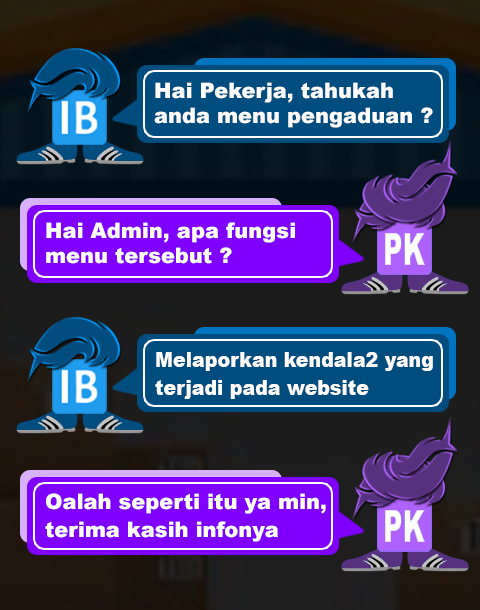 IB
Hai Pekerja, tahukah
anda menu pengaduan ?
Hai Admin, apa fungsi
menu tersebut ?
PK
IB
Melaporkan kendala2 yang
terjadi pada website
Oalah seperti itu ya min,
terima kasih infonya
PK